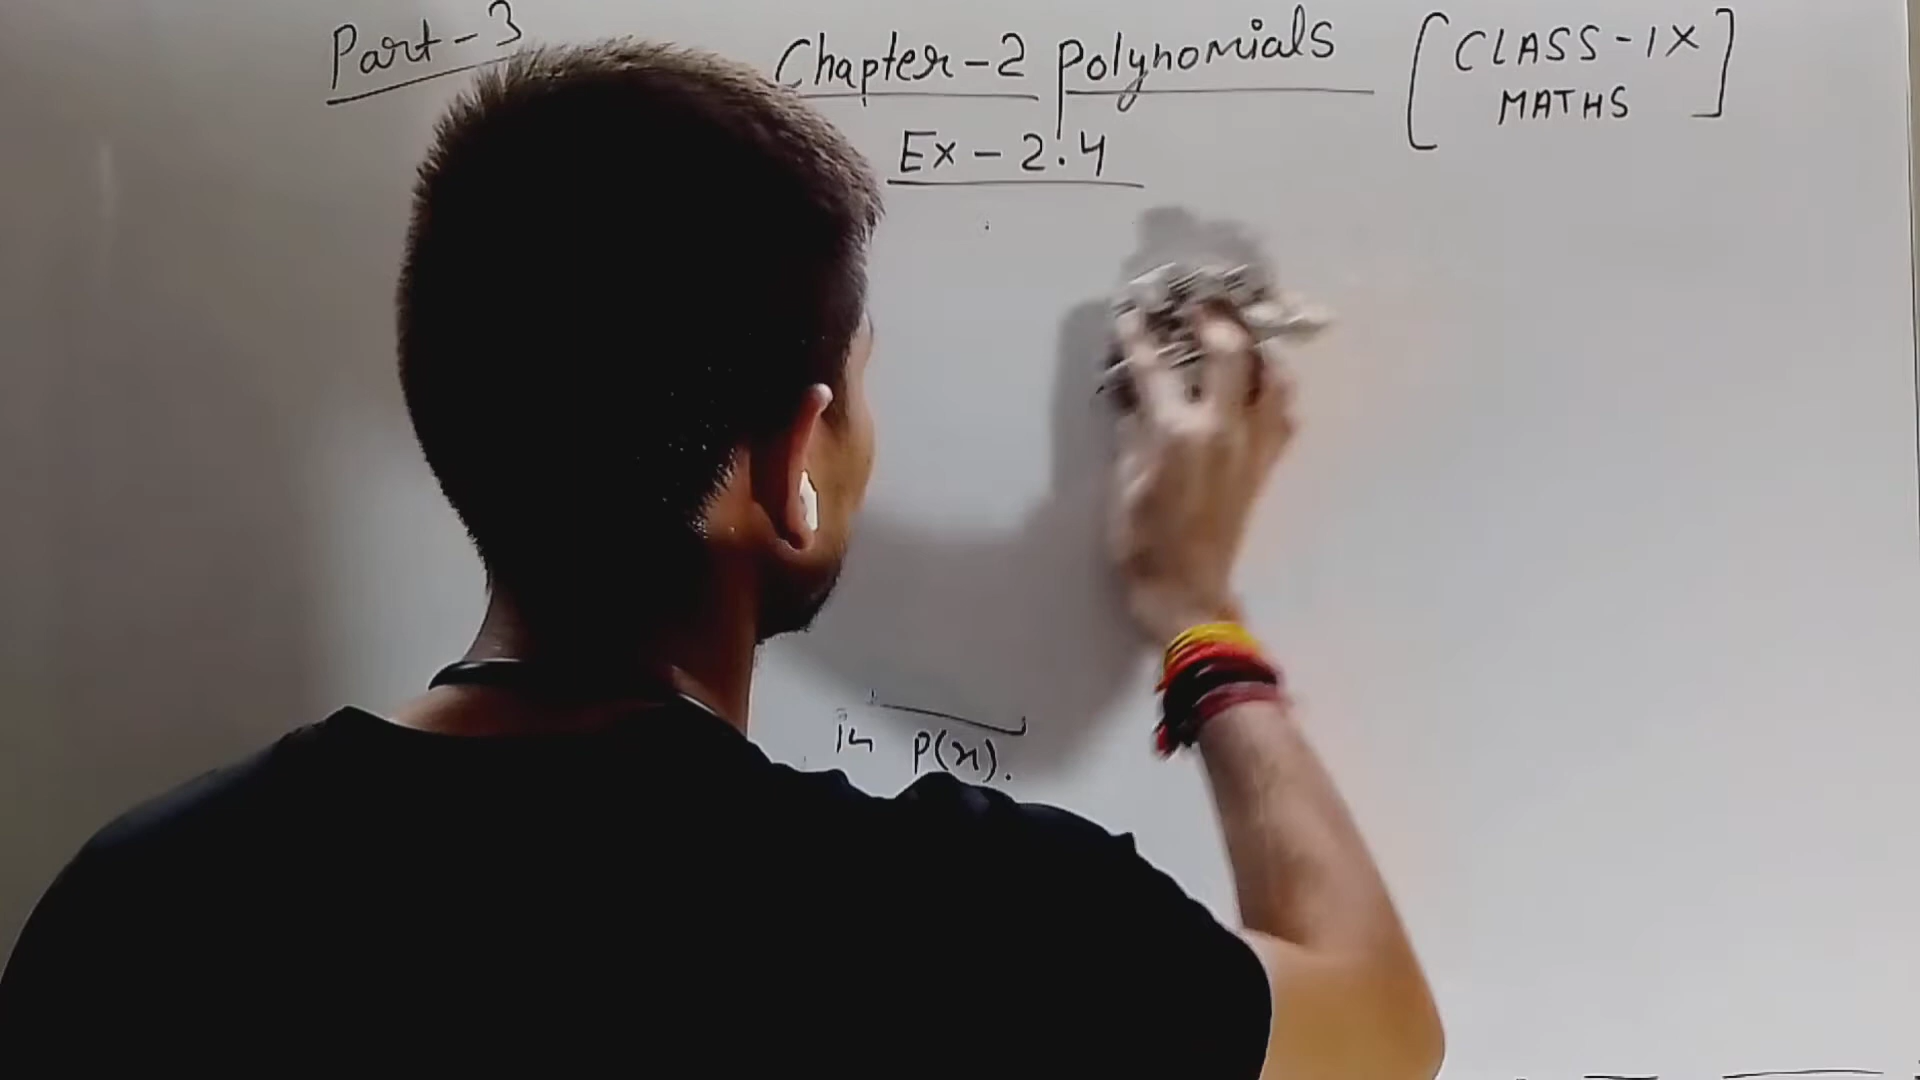 Part-3 Chapter-2 Polynomials [CLASS-IX
MATHS]
Ex-2.4
in p(x).